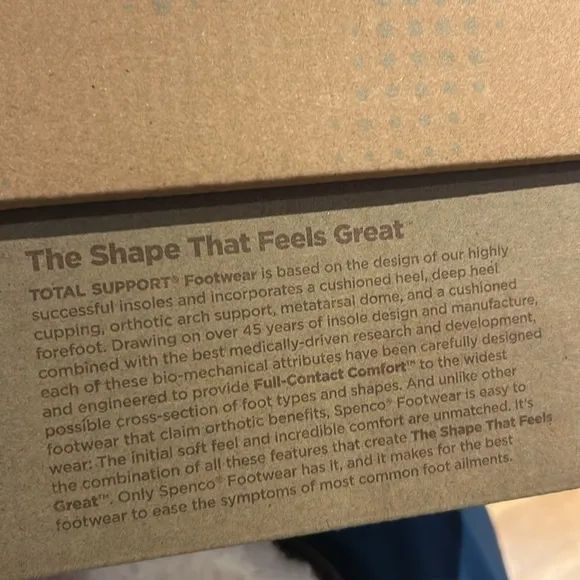 The Shape That Feels Great™
TOTAL SUPPORT® Footwear is based on the design of our highly
successful insoles and incorporates a cushioned heel, deep heel
cupping, orthotic arch support, metatarsal dome, and a cushioned
forefoot. Drawing on over 45 years of insole design and manufacture,
combined with the best medically-driven research and development,
each of these bio-mechanical attributes have been carefully designed
and engineered to provide Full-Contact Comfort™ to the widest
possible cross-section of foot types and shapes. And unlike other
footwear that claim orthotic benefits, Spenco® Footwear is easy to
wear: The initial soft feel and incredible comfort are unmatched. It's
the combination of all these features that create The Shape That Feels
Great™. Only Spenco® Footwear has it, and it makes for the best
footwear to ease the symptoms of most common foot ailments.